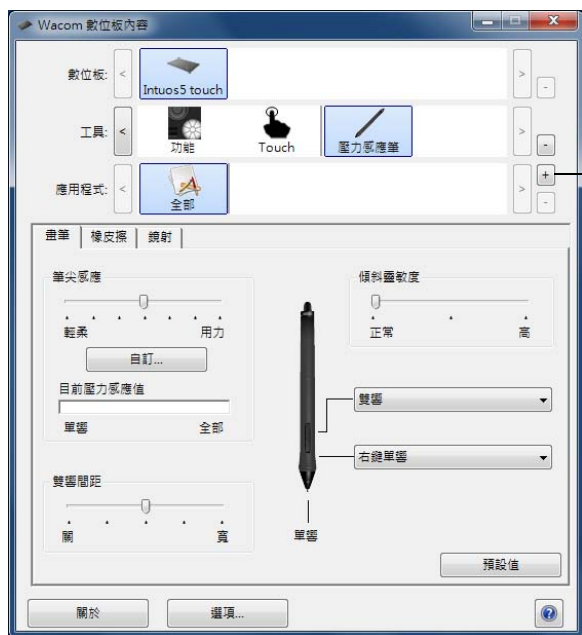 Wacom 數位板內容
數位板:
Intuos5 touch
工具:
功能 Touch 壓力感應筆
應用程式:
全部
畫筆 橡皮擦 鏡射
筆尖感應 傾斜靈敏度
輕柔 用力 正常 高
自訂...
目前壓力感應值
雙響
單響 全部
右鍵單響
雙響間距
關 寬 單響
預設值
關於 選項...